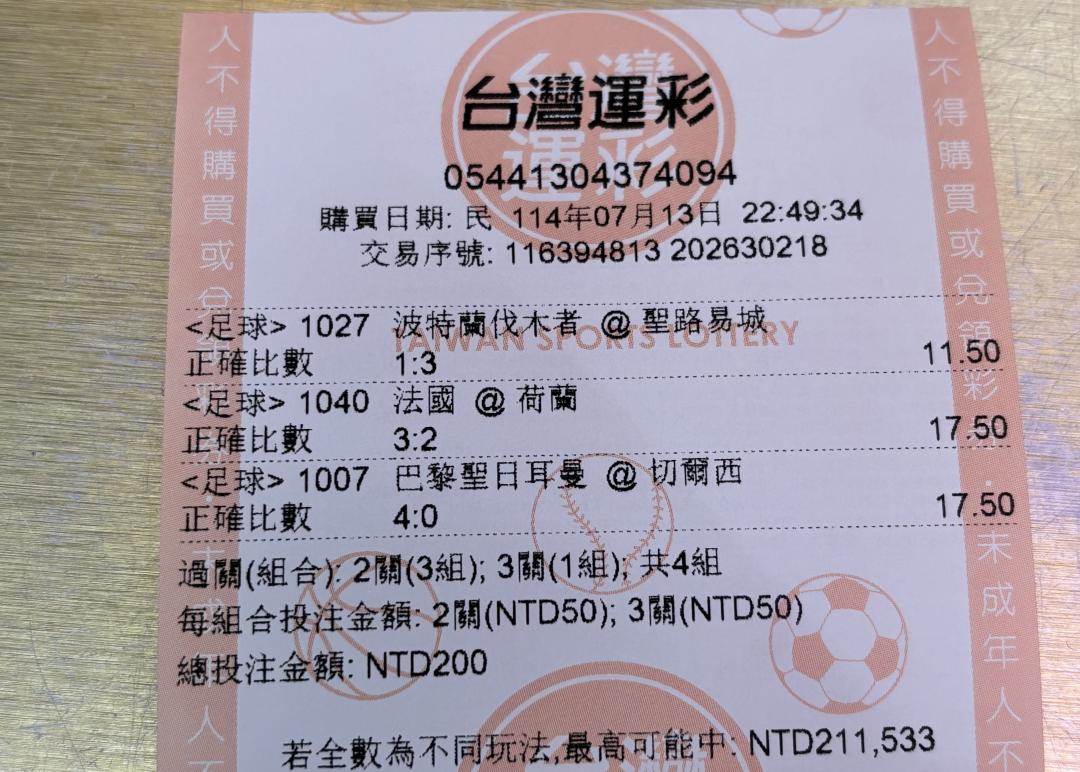 台灣運彩
05441304374094
購買日期: 民 114年07月13日 22:49:34
交易序號: 116394813 202630218
<足球> 1027 波特蘭伐木者 @ 聖路易城
正確比數 1:3 11.50
<足球> 1040 法國 @ 荷蘭
正確比數 3:2 17.50
<足球> 1007 巴黎聖日耳曼 @ 切爾西
正確比數 4:0 17.50
過關(組合): 2關(3組); 3關(1組); 共4組
每組合投注金額: 2關(NTD50); 3關(NTD50)
總投注金額: NTD200
若全數為不同玩法,最高可能中: NTD211,533
TAIWAN SPORTS LOTTERY
台灣運彩
人不得購買或兌
未成
人不
人不得購買或兌領彩
未成年人不